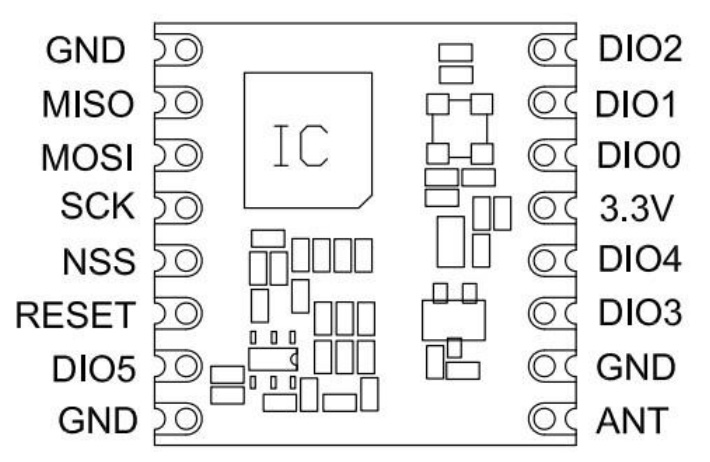 GND
MISO
MOSI
SCK
NSS
RESET
DIO5
GND
IC
DIO2
DIO1
DIO0
3.3V
DIO4
DIO3
GND
ANT